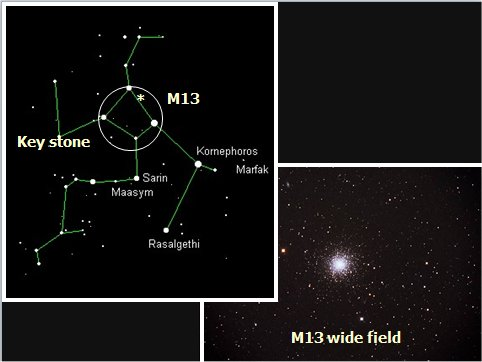 M13
*
Key stone
Kornephoros
Marfak
Sarin
Maasym
Rasalgethi
M13 wide field